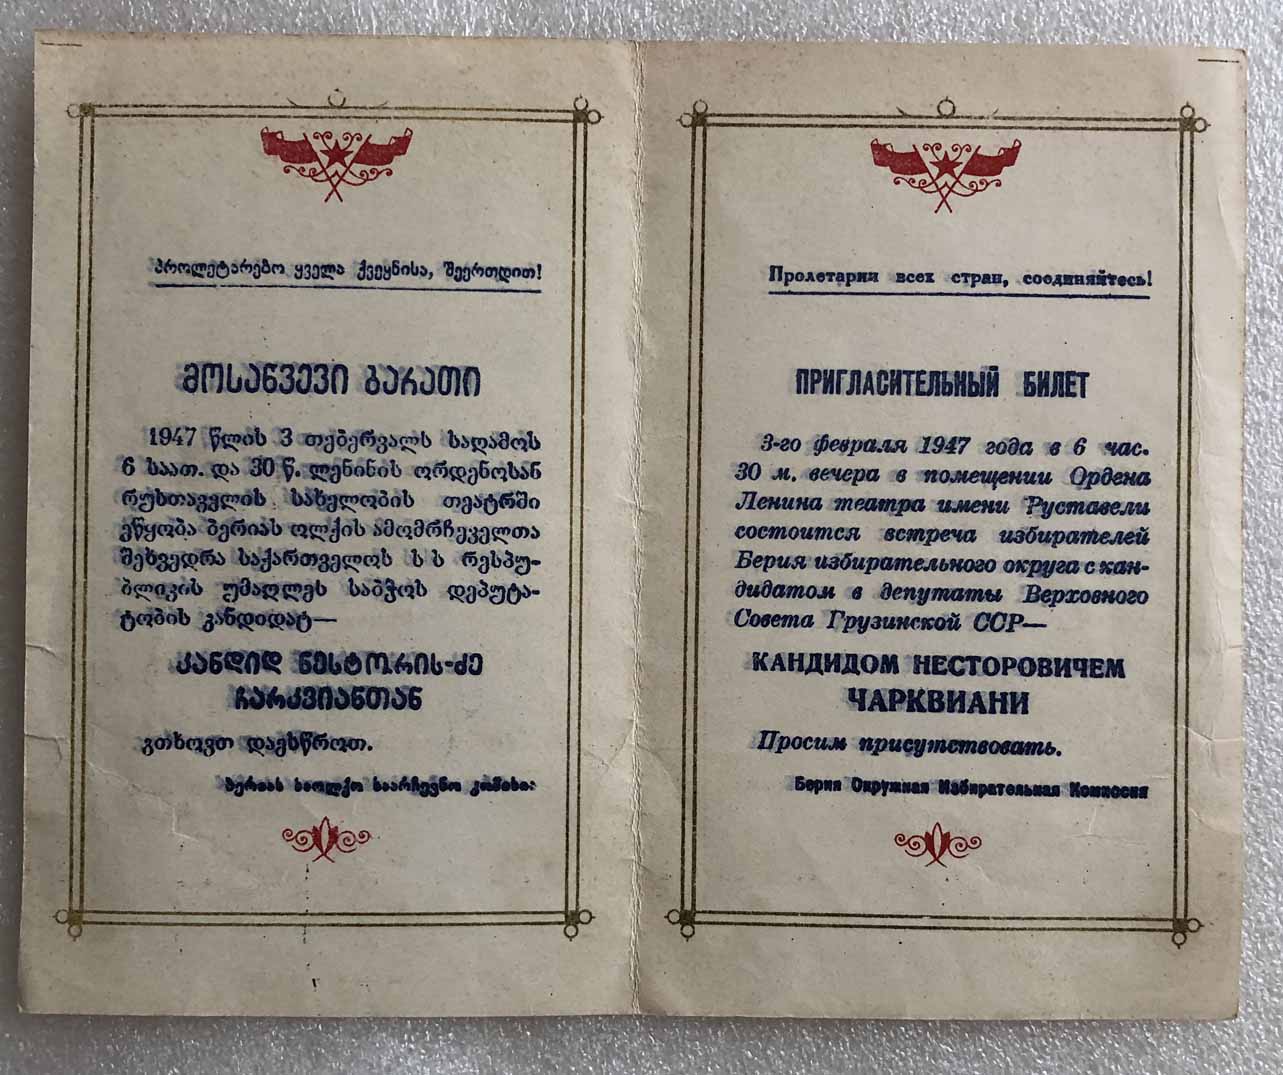 პროლეტარებო ყველა ქვეყნისა, შეერთდით!
მოსაწვევი ბარათი
1947 წლის 3 თებერვალს საღამოს
6 საათ. და 30 წ. ლენინის ორდენოსან
რუსთაველის სახელობის თეატრში
ეწყობა ბერიას ოლქის ამომრჩეველთა
შეხვედრა საქართველოს ს ს რესპუ-
ბლიკის უმაღლეს საბჭოს დეპუტა-
ტობის კანდიდატ—
კანდიდ ნესტორის-ძე
ჩარკვიანთან
გთხოვთ დაესწროთ.
ბერიას საოლქო საარჩევნო
Пролетарии всех стран, соединяйтесь!
ПРИГЛАСИТЕЛЬНЫЙ БИЛЕТ
3-го февраля 1947 года в 6 час.
30 м. вечера в помещении Ордена
Ленина театра имени Руставели
состоится встреча избирателей
Берия избирательного округа с кан-
дидатом в депутаты Верховного
Совета Грузинской ССР—
КАНДИДОМ НЕСТОРОВИЧЕМ
ЧАРКВИАНИ
Просим присутствовать.
Берия Окружная Избирательная Комиссия